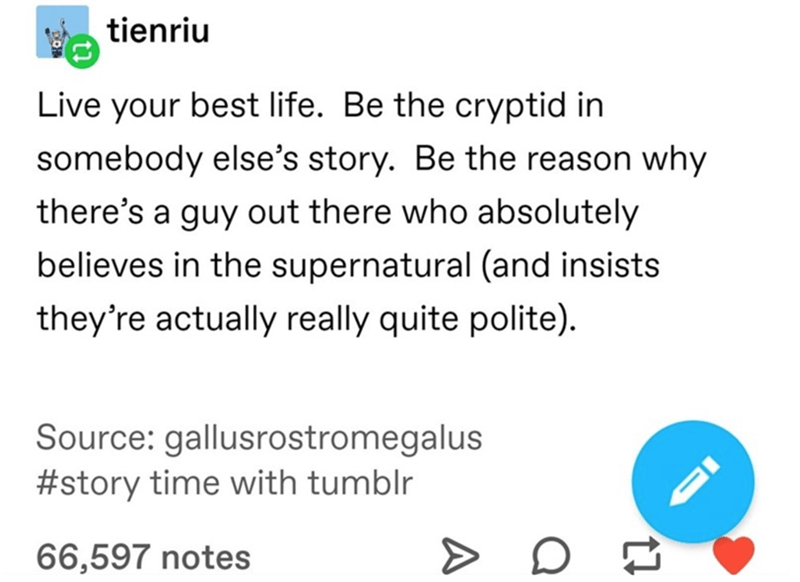 tienriu
Live your best life.  Be the cryptid in
somebody else’s story.  Be the reason why
there’s a guy out there who absolutely
believes in the supernatural (and insists
they’re actually really quite polite).
Source: gallusrostromegalus
#story time with tumblr
66,597 notes